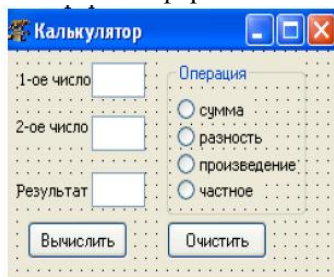 Калькулятор
1-ое число
2-ое число
Результат
Операция
сумма
разность
произведение
частное
Вычислить
Очистить